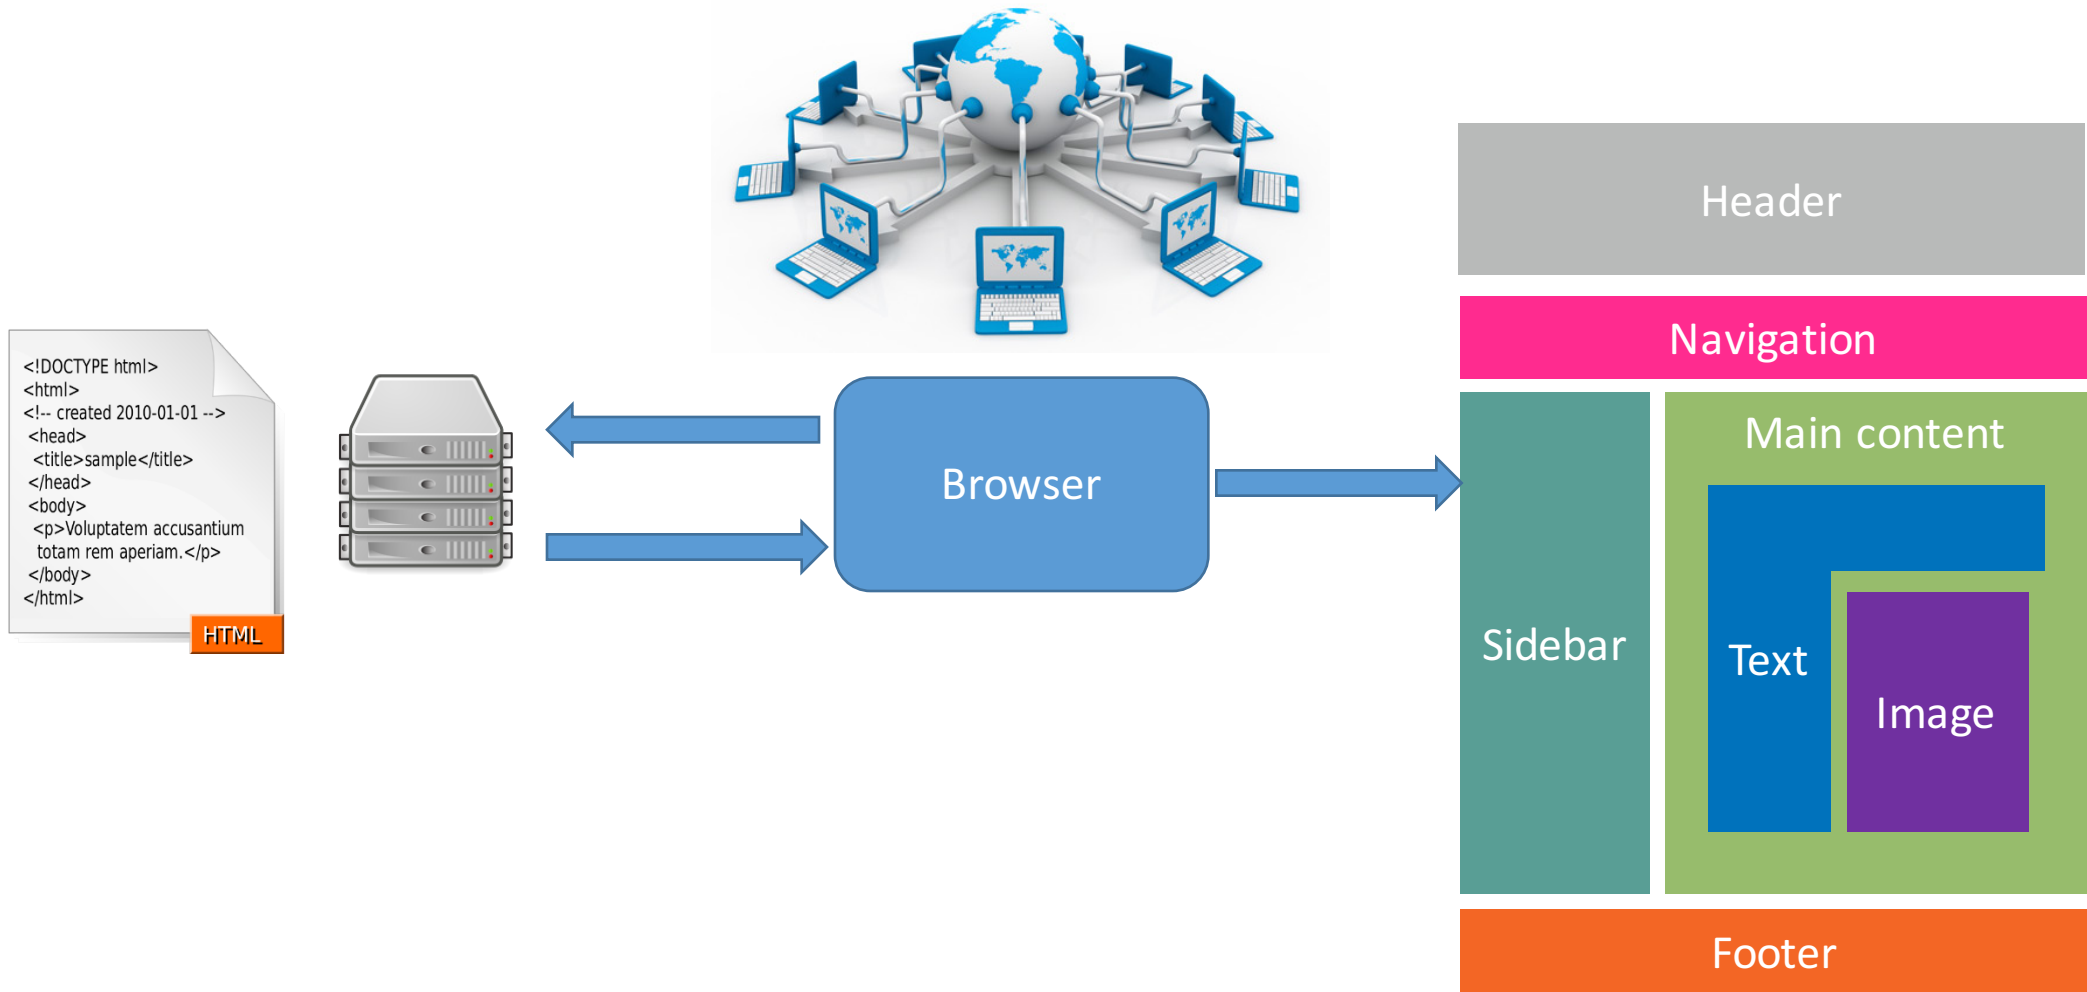 <!DOCTYPE html>
<html>
<!-- created 2010-01-01 -->
<head>
<title>sample</title>
</head>
<body>
<p>Voluptatem accusantium
totam rem aperiam.</p>
</body>
</html>
HTML
Browser
Header
Navigation
Sidebar
Main content
Text
Image
Footer